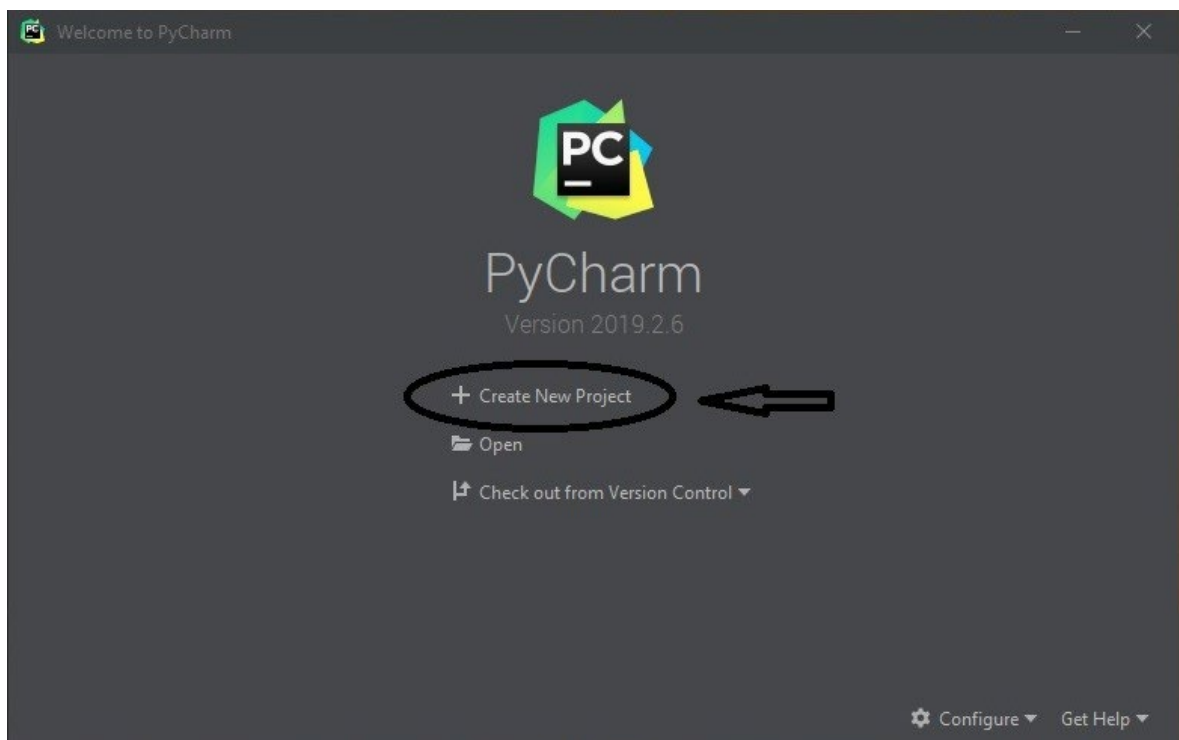 PC Welcome to PyCharm
PC
PyCharm
Version 2019.2.6
Create New Project
Open
Check out from Version Control
Configure Get Help